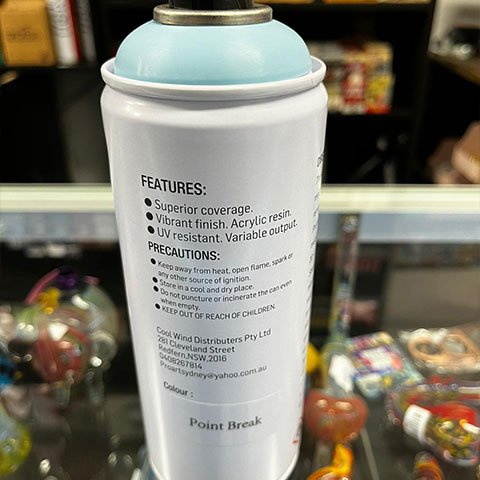 FEATURES:
● Superior coverage.
● Vibrant finish. Acrylic resin.
● UV resistant. Variable output.
PRECAUTIONS:
● Keep away from heat, open flame, spark or
any other source of ignition.
● Store in a cool and dry place.
● Do not puncture or incinerate the can even
when empty.
● KEEP OUT OF REACH OF CHILDREN.
Cool Wind Distributers Pty Ltd
281 Cleveland Street
Redfern,NSW,2016
0408267814
Proartsydney@yahoo.com.au
Colour :
Point Break